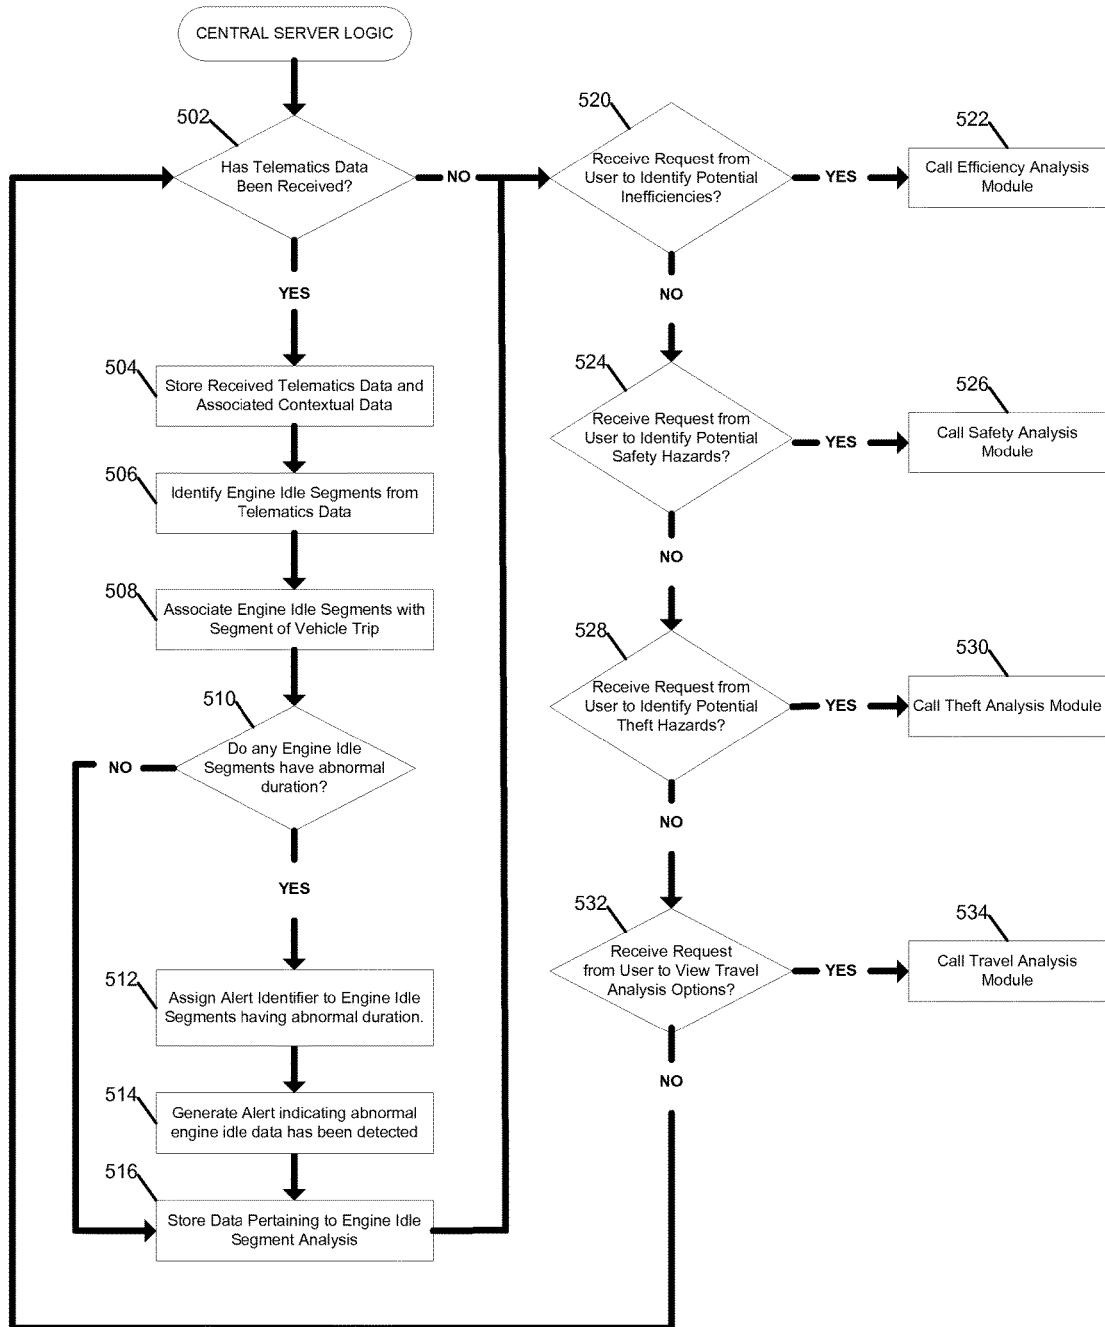 CENTRAL SERVER LOGIC
502
Has Telematics Data
Been Received?
NO
YES
504
Store Received Telematics Data and
Associated Contextual Data
506
Identify Engine Idle Segments from
Telematics Data
508
Associate Engine Idle Segments with
Segment of Vehicle Trip
510
Do any Engine Idle
Segments have abnormal
duration?
NO
YES
512
Assign Alert Identifier to Engine Idle
Segments having abnormal duration.
514
Generate Alert indicating abnormal
engine idle data has been detected
516
Store Data Pertaining to Engine Idle
Segment Analysis
520
Receive Request from
User to Identify Potential
Inefficiencies?
YES
522
Call Efficiency Analysis
Module
NO
524
Receive Request from
User to Identify Potential
Safety Hazards?
YES
526
Call Safety Analysis
Module
NO
528
Receive Request from
User to Identify Potential
Theft Hazards?
YES
530
Call Theft Analysis Module
NO
532
Receive Request
from User to View Travel
Analysis Options?
YES
534
Call Travel Analysis
Module
NO